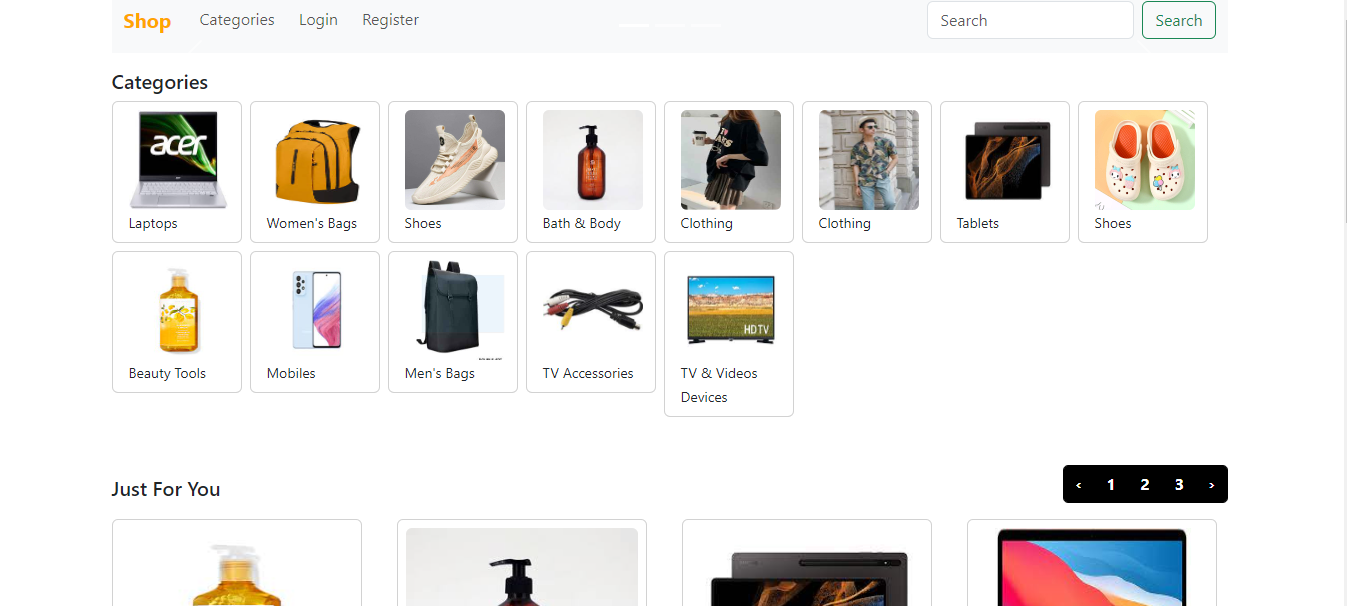 Shop Categories Login Register Search Search
Categories
acer
Laptops
Women's Bags
Shoes
Bath & Body
Clothing
Clothing
Tablets
Shoes
Beauty Tools
Mobiles
Men's Bags
TV Accessories
HDTV
TV & Videos
Devices
Just For You
‹ 1 2 3 ›